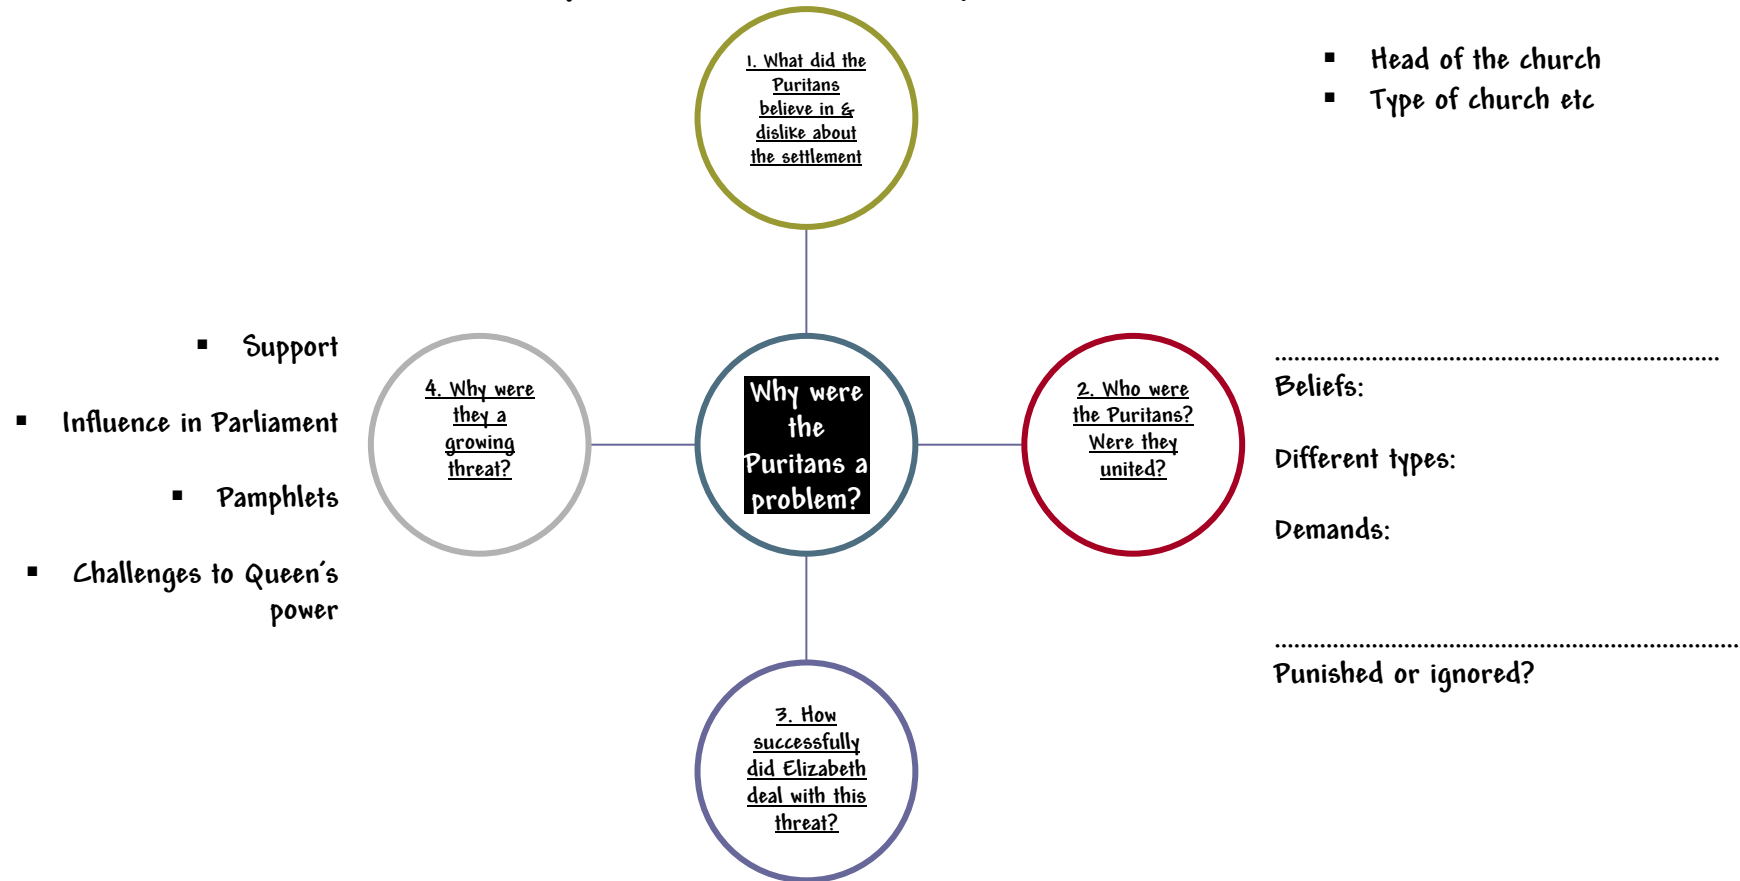 1. What did the
Puritans
believe in &
dislike about
the settlement
▪ Head of the church
▪ Type of church etc
▪ Support
▪ Influence in Parliament
▪ Pamphlets
▪ Challenges to Queen's
power
4. Why were
they a
growing
threat?
Why were
the
Puritans a
problem?
2. Who were
the Puritans?
Were they
united?
....................................................................
Beliefs:
Different types:
Demands:
.......................................................................
Punished or ignored?
3. How
successfully
did Elizabeth
deal with this
threat?